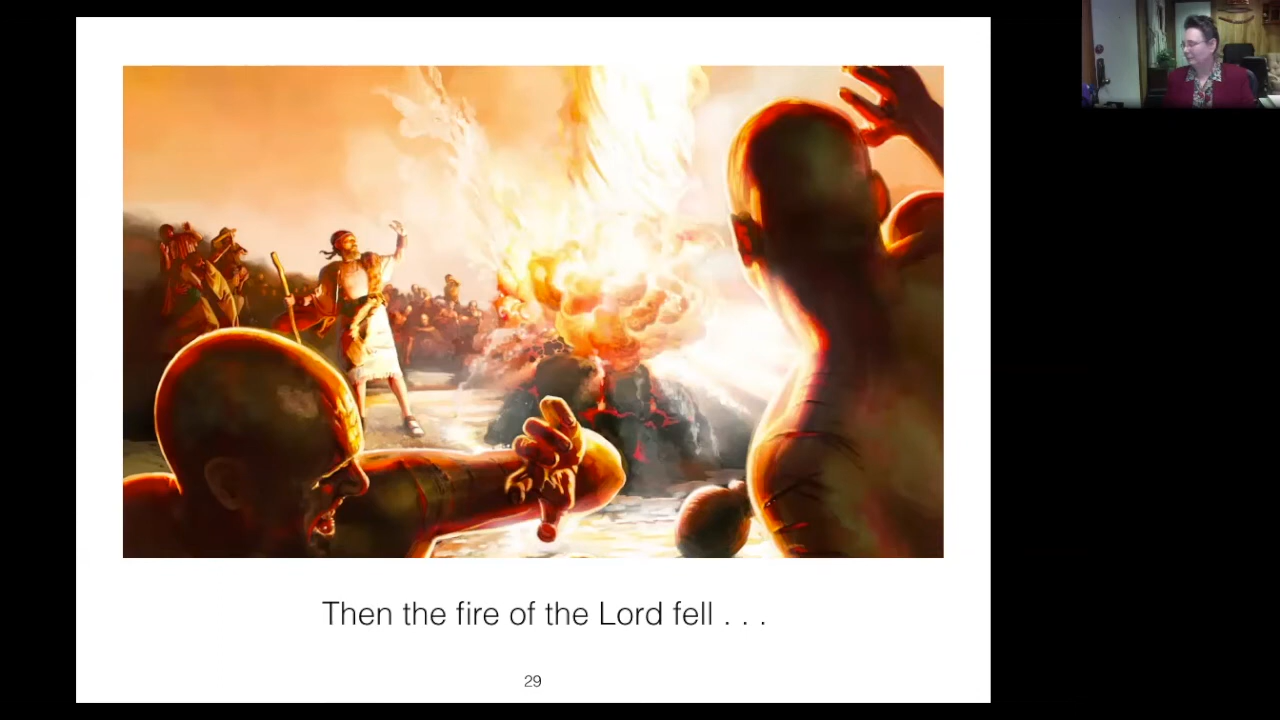 Then the fire of the Lord fell . . .
29